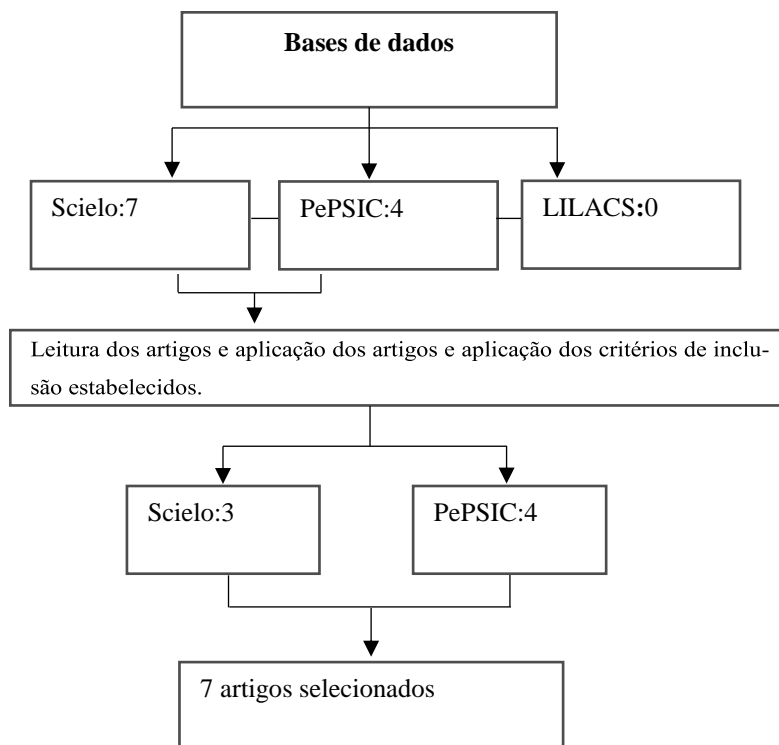 Bases de dados
Scielo:7
PePSIC:4
LILACS:0
Leitura dos artigos e aplicação dos artigos e aplicação dos critérios de inclu-
são estabelecidos.
Scielo:3
PePSIC:4
7 artigos selecionados